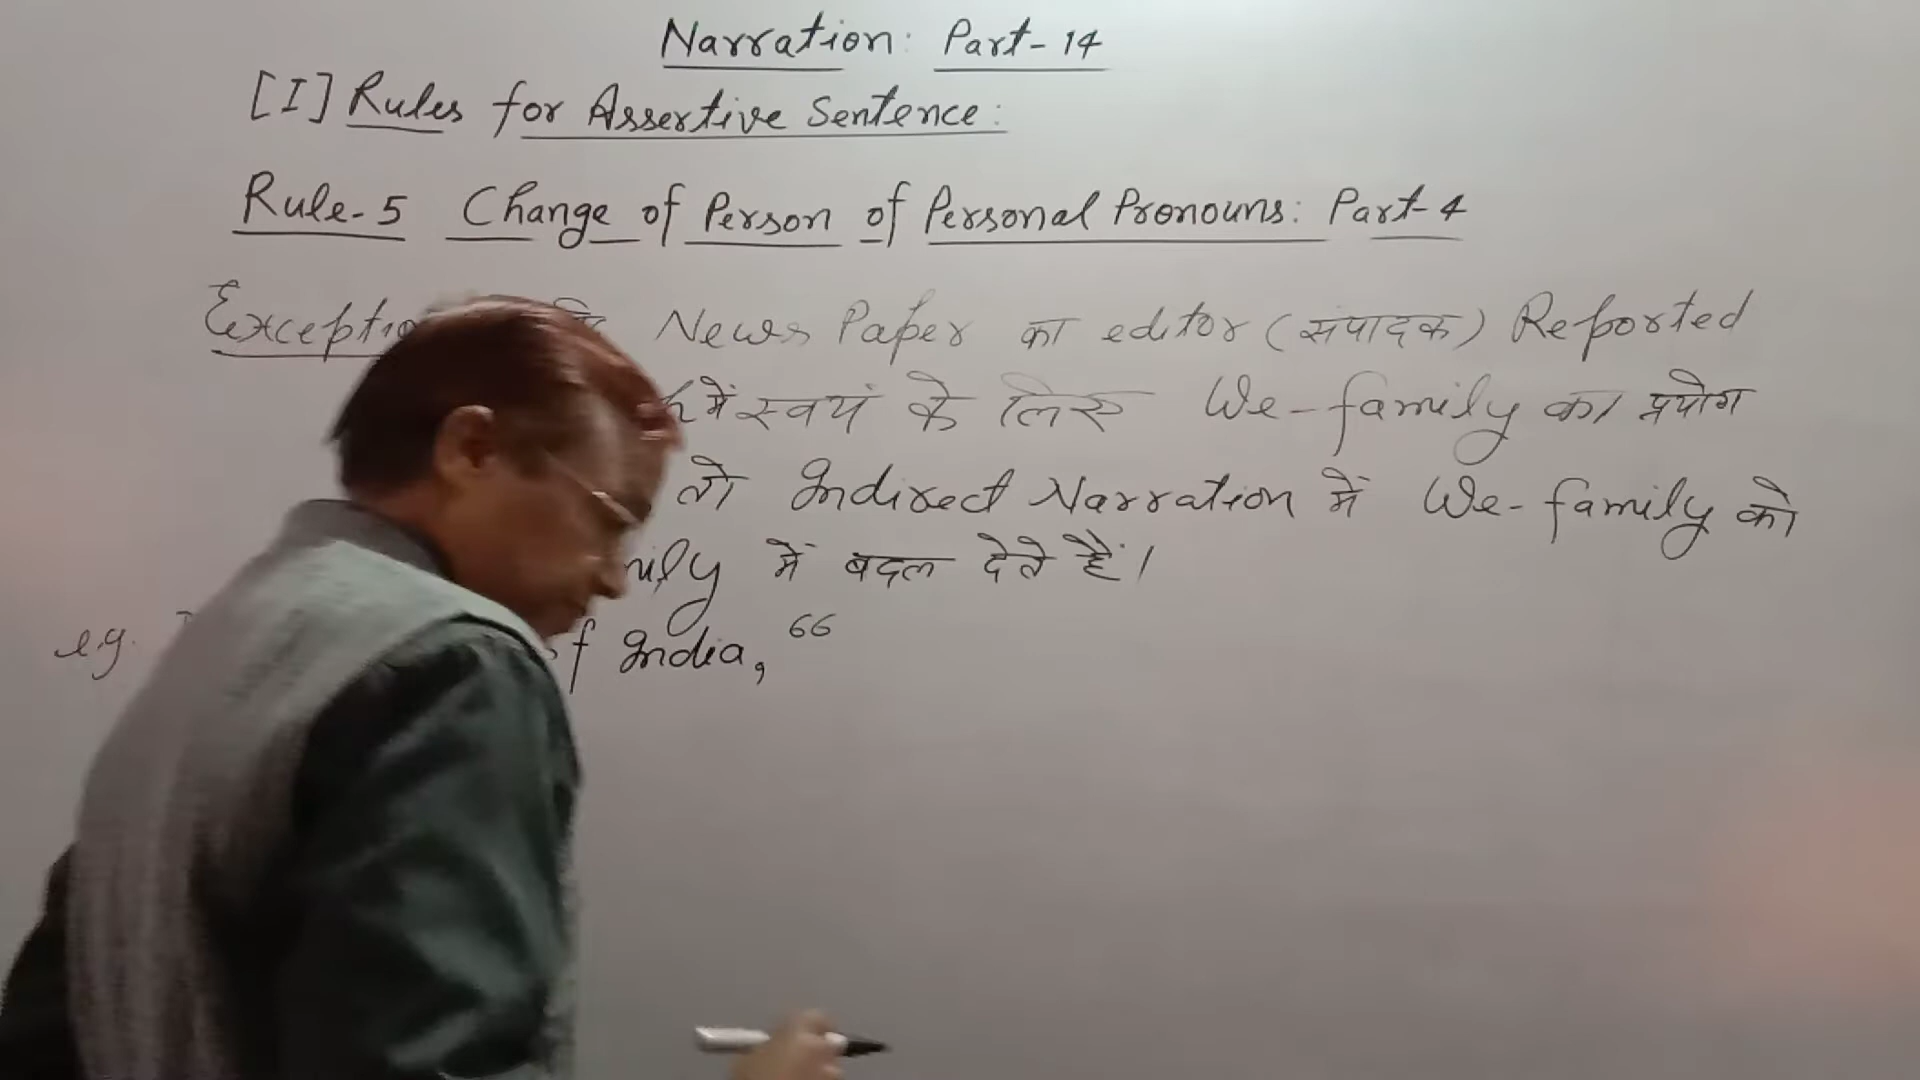 Narration: Part-14
[I] Rules for Assertive Sentence:
Rule-5 Change of Person of Personal Pronouns: Part-4
News Paper का editor (संपादक) Reported
में स्वयं के लिए We-family का प्रयोग
तो Indirect Narration में We-family को
में बदल देते हैं।
e.g. of India, "